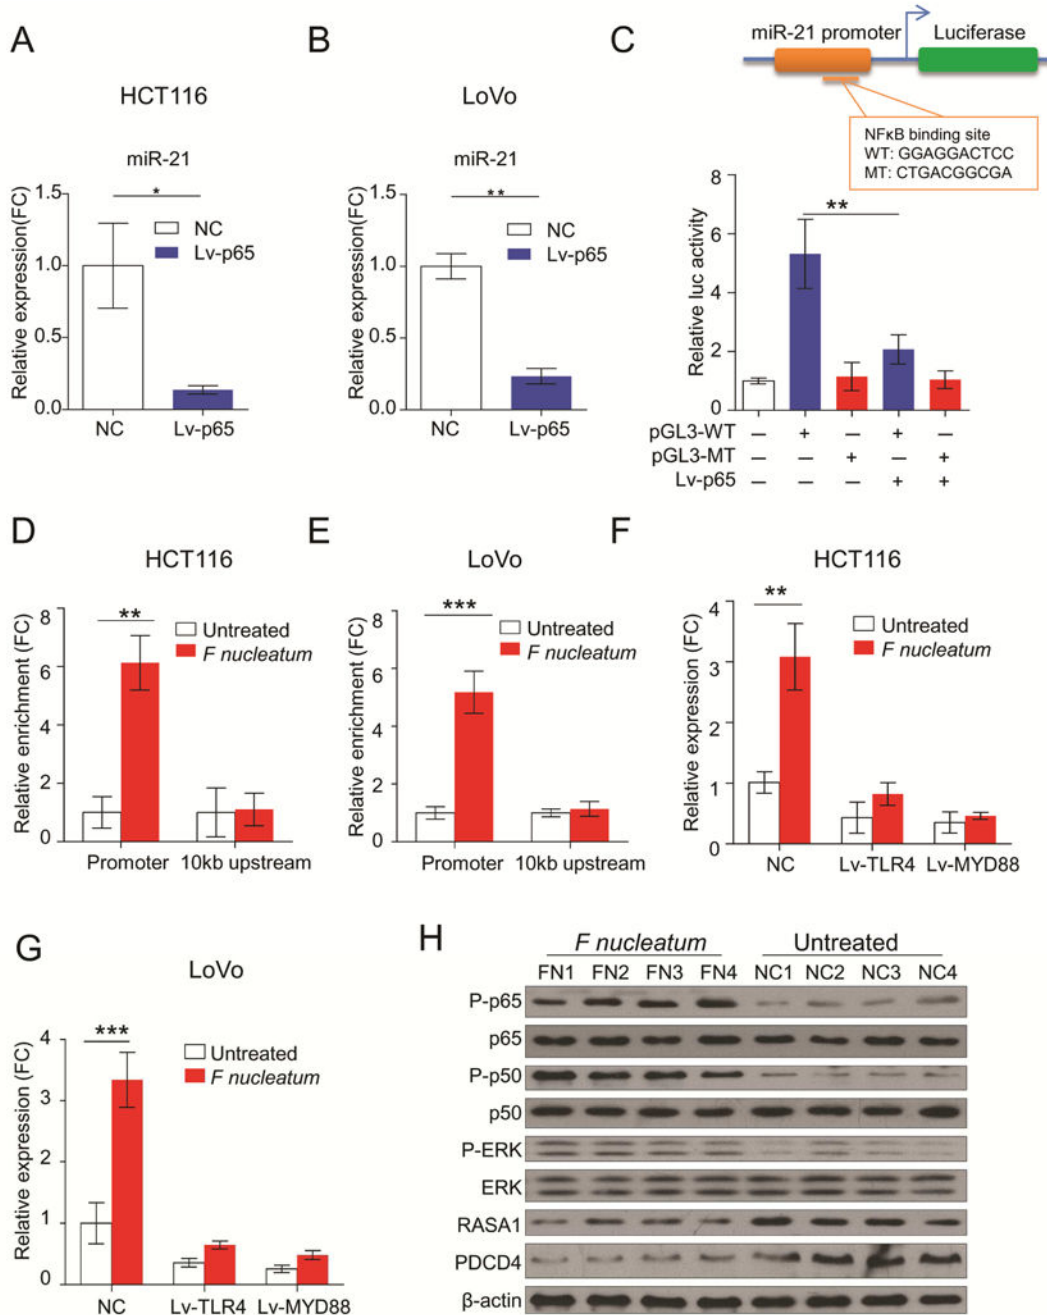 A
HCT116
miR-21
Relative expression(FC)
1.5
1.0
0.5
0.0
*
NC
Lv-p65
NC
Lv-p65
B
LoVo
miR-21
Relative expression(FC)
1.5
1.0
0.5
0.0
**
NC
Lv-p65
NC
Lv-p65
C
miR-21 promoter
Luciferase
NFκB binding site
WT: GGAGGACTCC
MT: CTGACGGCGA
Relative luc activity
8
6
4
2
0
**
pGL3-WT — + — + —
pGL3-MT — — + — +
Lv-p65 — — — + +
D
HCT116
Relative enrichment (FC)
8
6
4
2
0
**
Untreated
F nucleatum
Promoter 10kb upstream
E
LoVo
Relative enrichment (FC)
8
6
4
2
0
***
Untreated
F nucleatum
Promoter 10kb upstream
F
HCT116
Relative expression (FC)
4
3
2
1
0
**
Untreated
F nucleatum
NC Lv-TLR4 Lv-MYD88
G
LoVo
Relative expression (FC)
4
3
2
1
0
***
Untreated
F nucleatum
NC Lv-TLR4 Lv-MYD88
H
F nucleatum Untreated
FN1 FN2 FN3 FN4 NC1 NC2 NC3 NC4
P-p65
p65
P-p50
p50
P-ERK
ERK
RASA1
PDCD4
β-actin